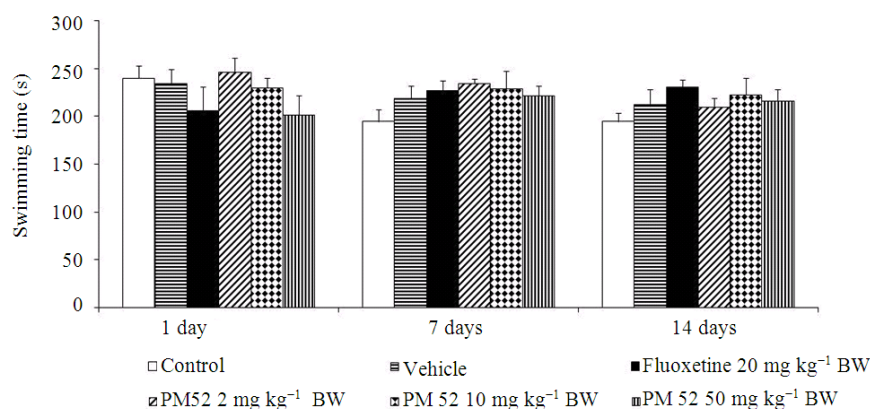 300
250
200
150
100
50
0
Swimming time (s)
1 day 7 days 14 days
Control Vehicle Fluoxetine 20 mg kg⁻¹ BW
PM52 2 mg kg⁻¹ BW PM 52 10 mg kg⁻¹ BW PM 52 50 mg kg⁻¹ BW